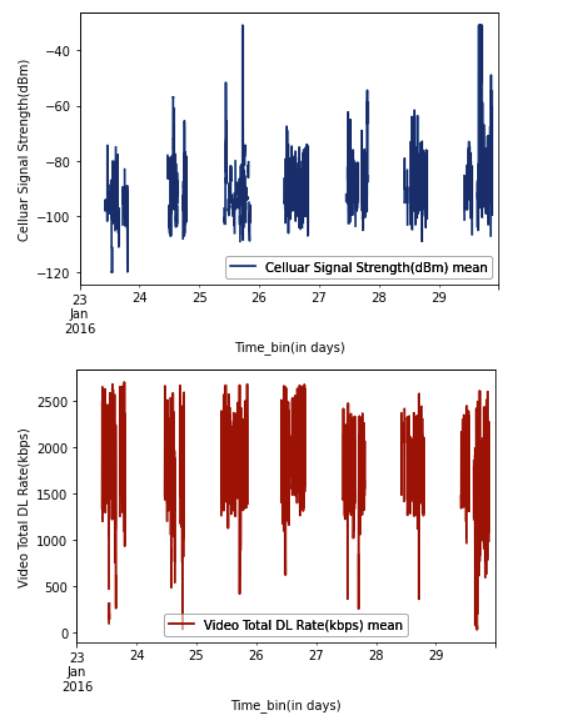 −40
−60
−80
−100
−120
Celluar Signal Strength(dBm)
Celluar Signal Strength(dBm) mean
23 24 25 26 27 28 29
Jan
2016
Time_bin(in days)
2500
2000
1500
1000
500
0
Video Total DL Rate(kbps)
Video Total DL Rate(kbps) mean
23 24 25 26 27 28 29
Jan
2016
Time_bin(in days)